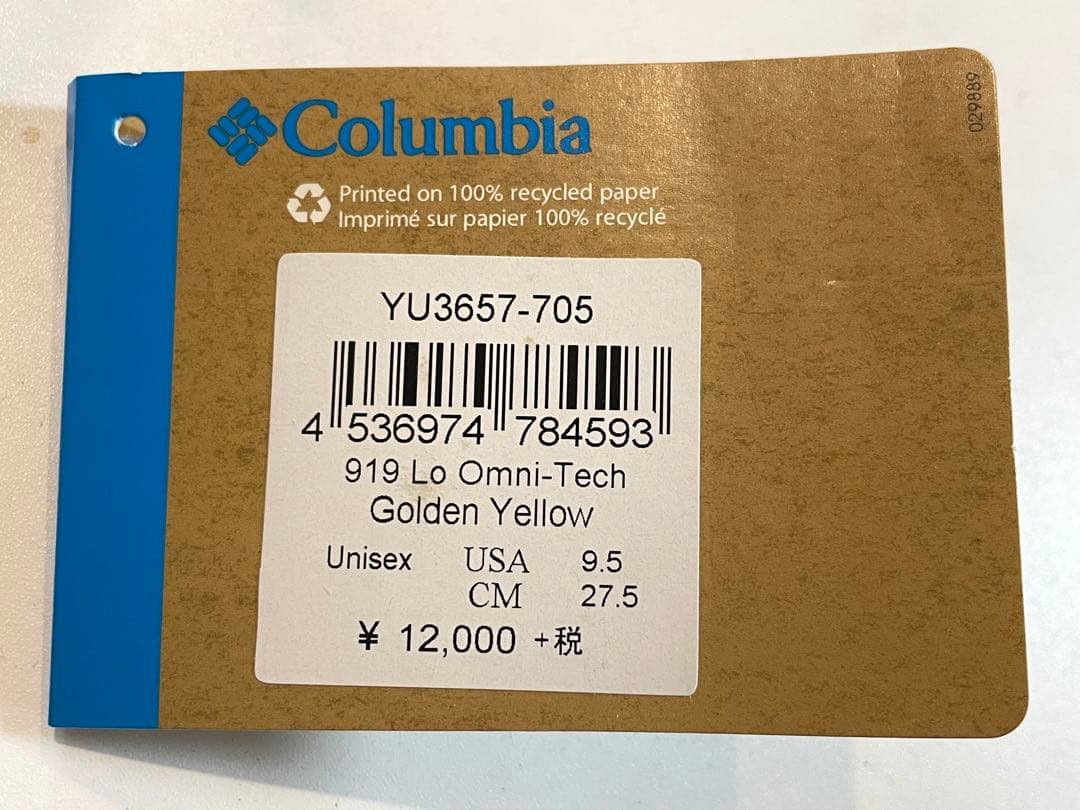 Columbia
Printed on 100% recycled paper
Imprimé sur papier 100% recyclé
029889
YU3657-705
4 536974 784593
919 Lo Omni-Tech
Golden Yellow
Unisex USA 9.5
CM 27.5
¥ 12,000 +税